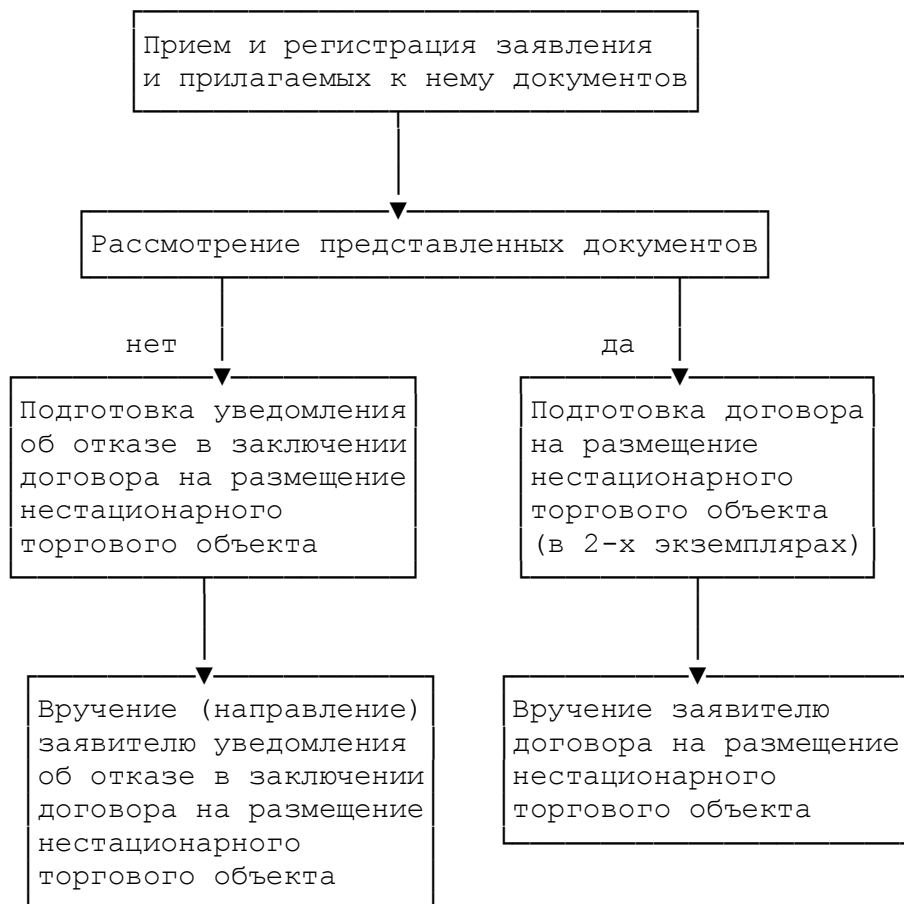 Прием и регистрация заявления
и прилагаемых к нему документов
Рассмотрение представленных документов
нет
да
Подготовка уведомления
об отказе в заключении
договора на размещение
нестационарного
торгового объекта
Подготовка договора
на размещение
нестационарного
торгового объекта
(в 2-х экземплярах)
Вручение (направление)
заявителю уведомления
об отказе в заключении
договора на размещение
нестационарного
торгового объекта
Вручение заявителю
договора на размещение
нестационарного
торгового объекта